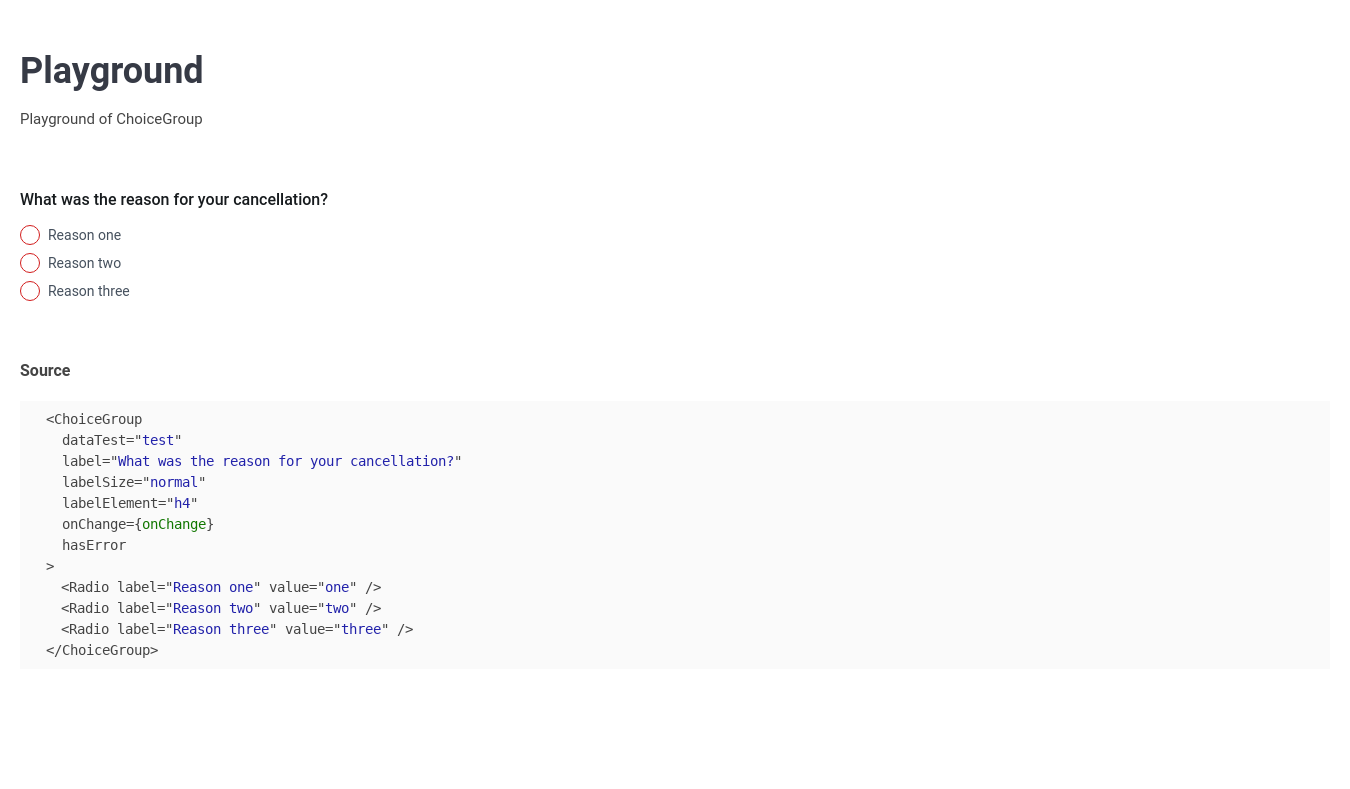 Playground
Playground of ChoiceGroup
What was the reason for your cancellation?
Reason one
Reason two
Reason three
Source
<ChoiceGroup
  dataTest="test"
  label="What was the reason for your cancellation?"
  labelSize="normal"
  labelElement="h4"
  onChange={onChange}
  hasError
>
  <Radio label="Reason one" value="one" />
  <Radio label="Reason two" value="two" />
  <Radio label="Reason three" value="three" />
</ChoiceGroup>